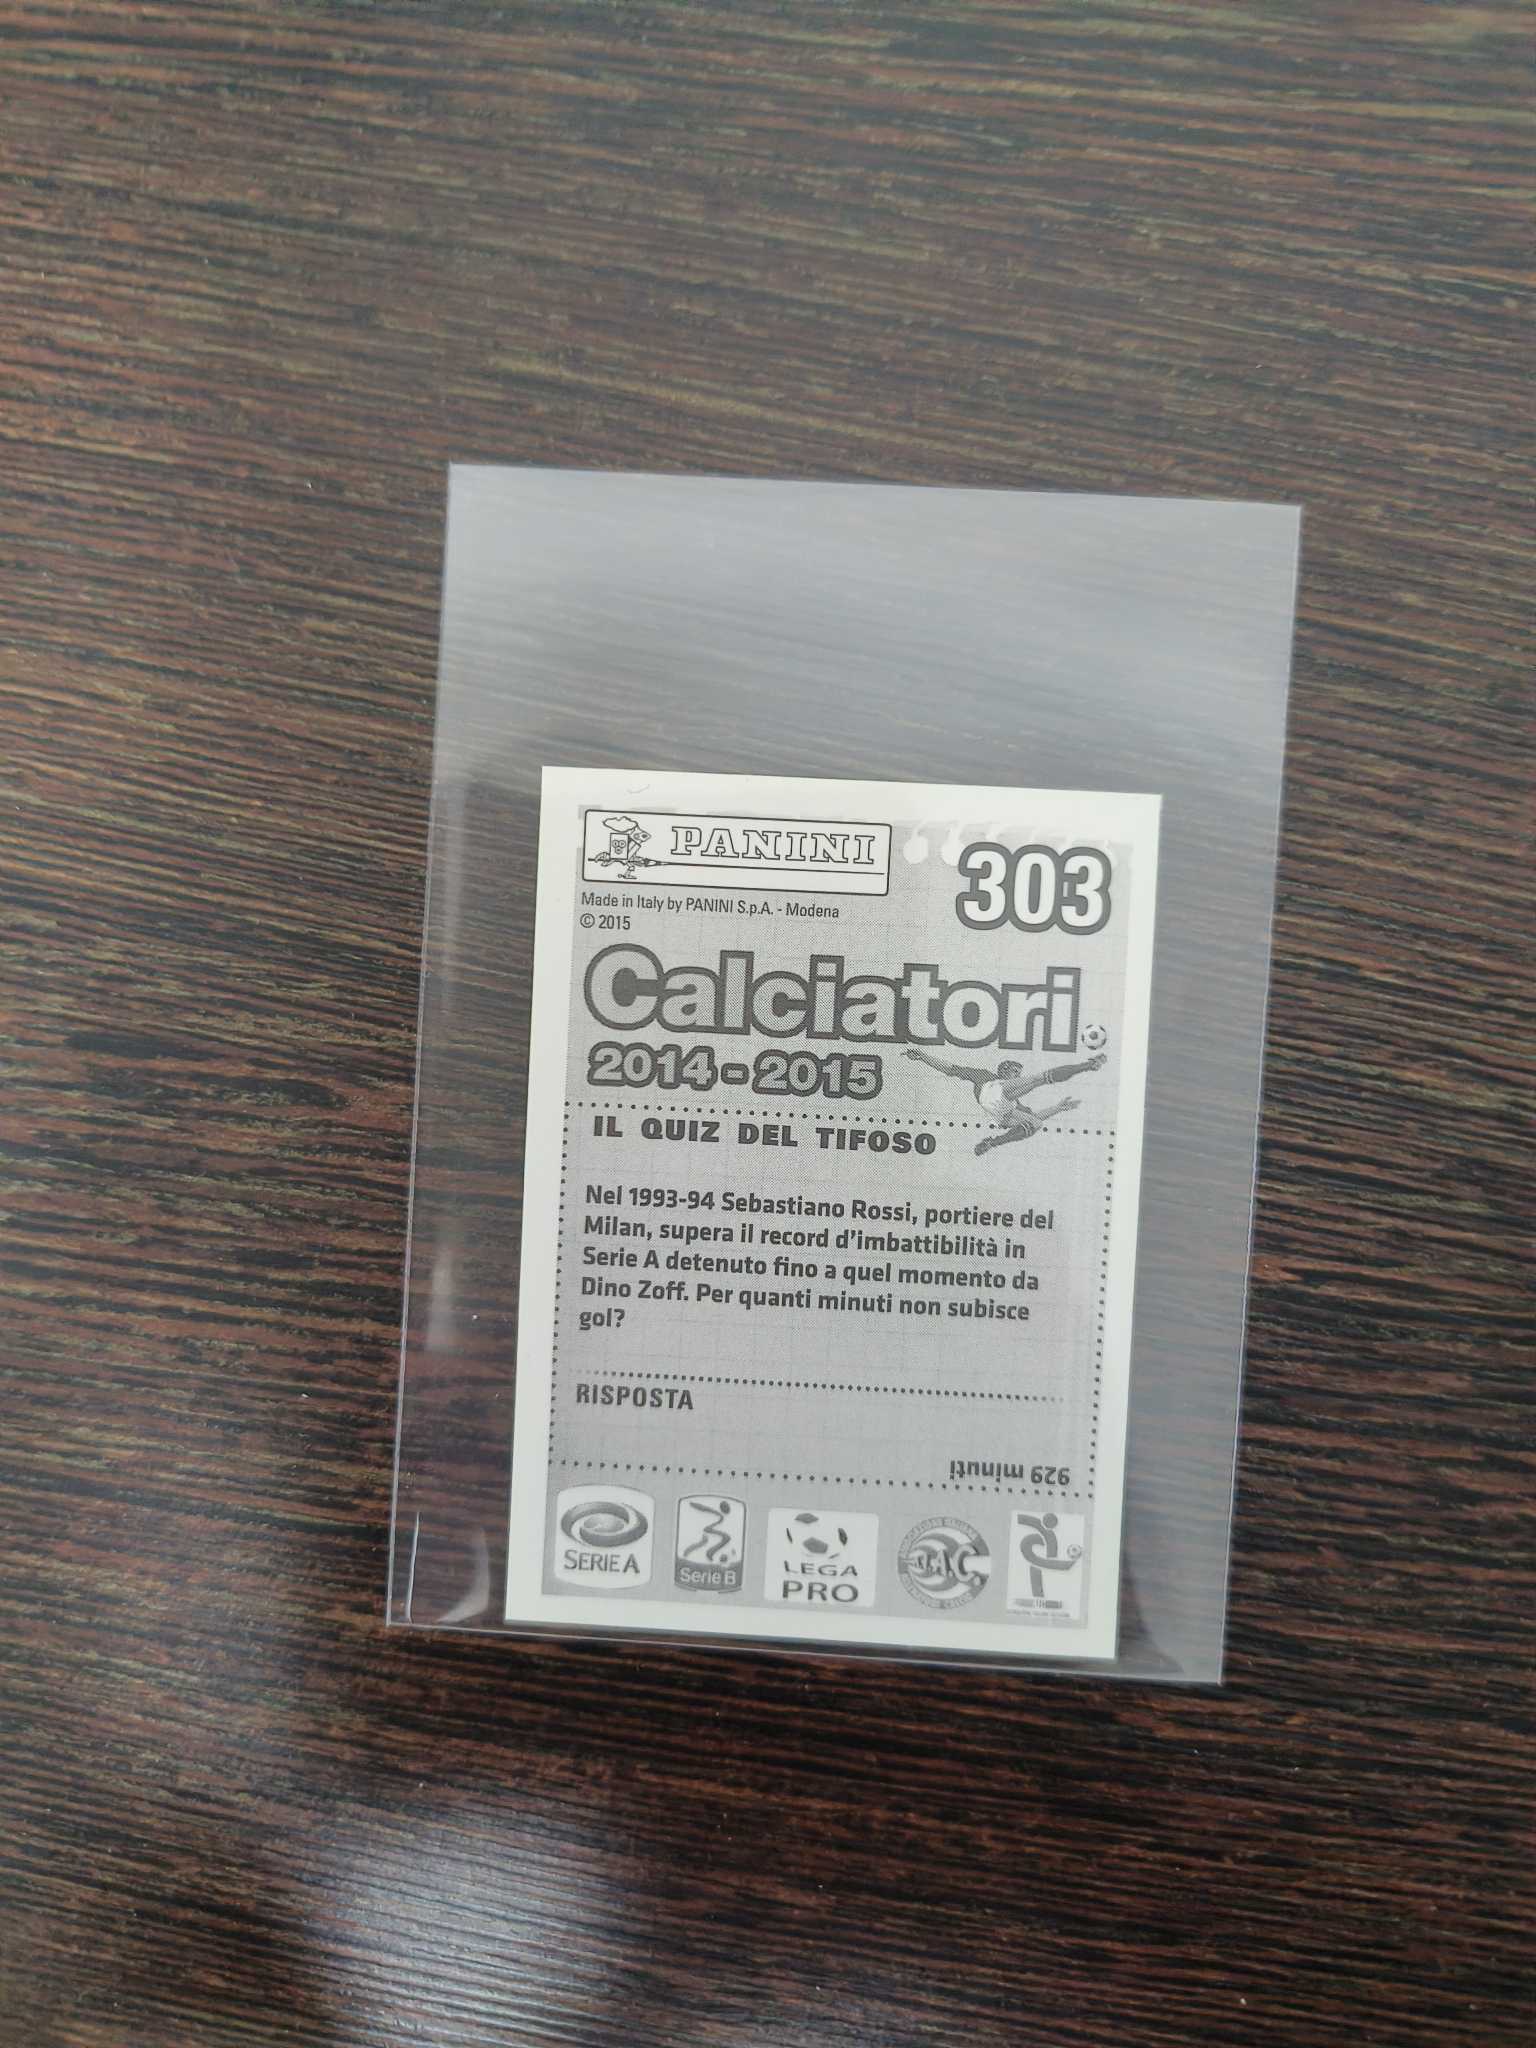 PANINI
303
Made in Italy by PANINI S.p.A. - Modena
© 2015
Calciatori
2014 - 2015
IL QUIZ DEL TIFOSO
Nel 1993-94 Sebastiano Rossi, portiere del
Milan, supera il record d’imbattibilità in
Serie A detenuto fino a quel momento da
Dino Zoff. Per quanti minuti non subisce
gol?
RISPOSTA
929 minuti
SERIE A
Serie B
LEGA
PRO